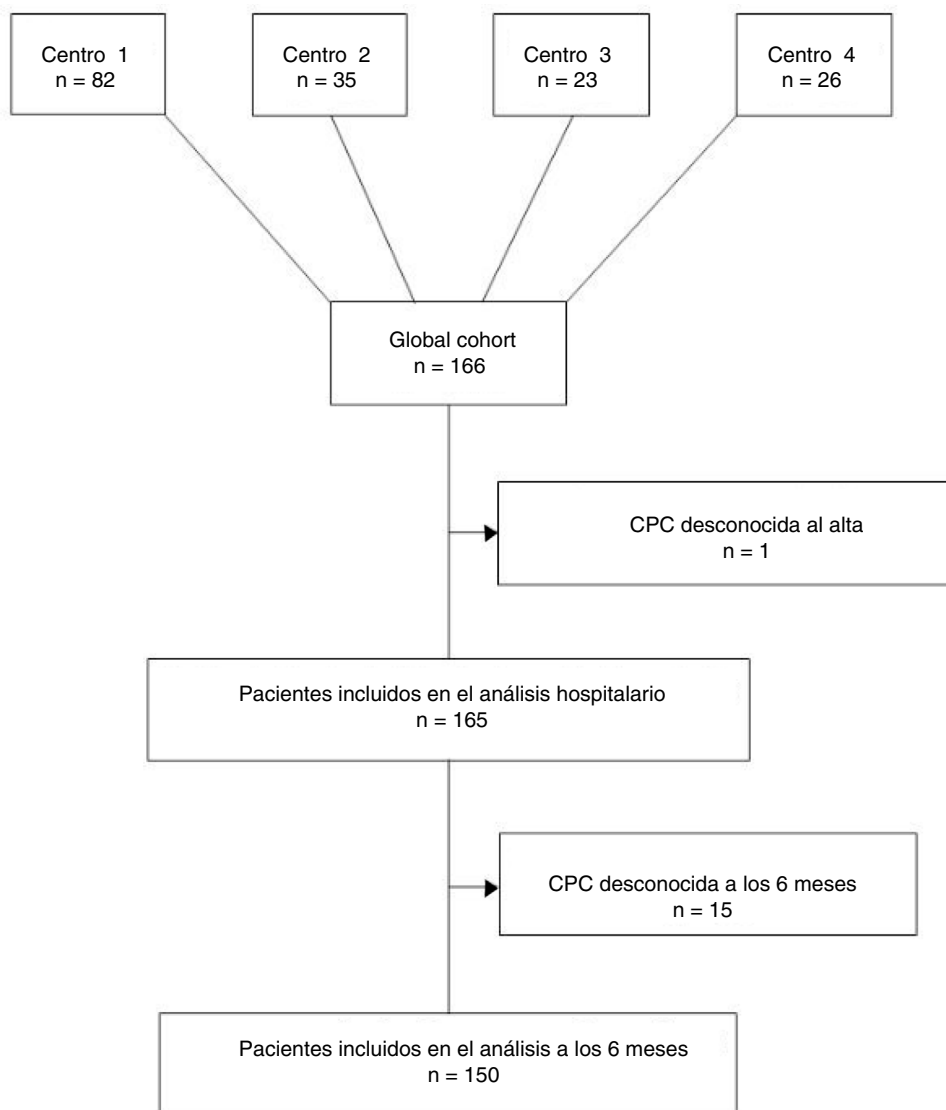 Centro 1
n = 82
Centro 2
n = 35
Centro 3
n = 23
Centro 4
n = 26
Global cohort
n = 166
CPC desconocida al alta
n = 1
Pacientes incluidos en el análisis hospitalario
n = 165
CPC desconocida a los 6 meses
n = 15
Pacientes incluidos en el análisis a los 6 meses
n = 150